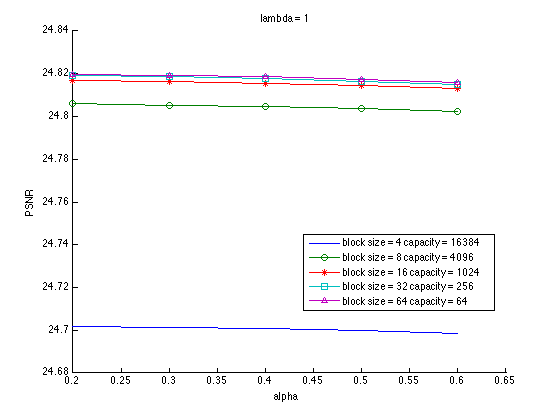 lambda = 1
PSNR
24.84
24.82
24.8
24.78
24.76
24.74
24.72
24.7
24.68
block size = 4 capacity = 16384
block size = 8 capacity = 4096
block size = 16 capacity = 1024
block size = 32 capacity = 256
block size = 64 capacity = 64
0.2 0.25 0.3 0.35 0.4 0.45 0.5 0.55 0.6 0.65
alpha